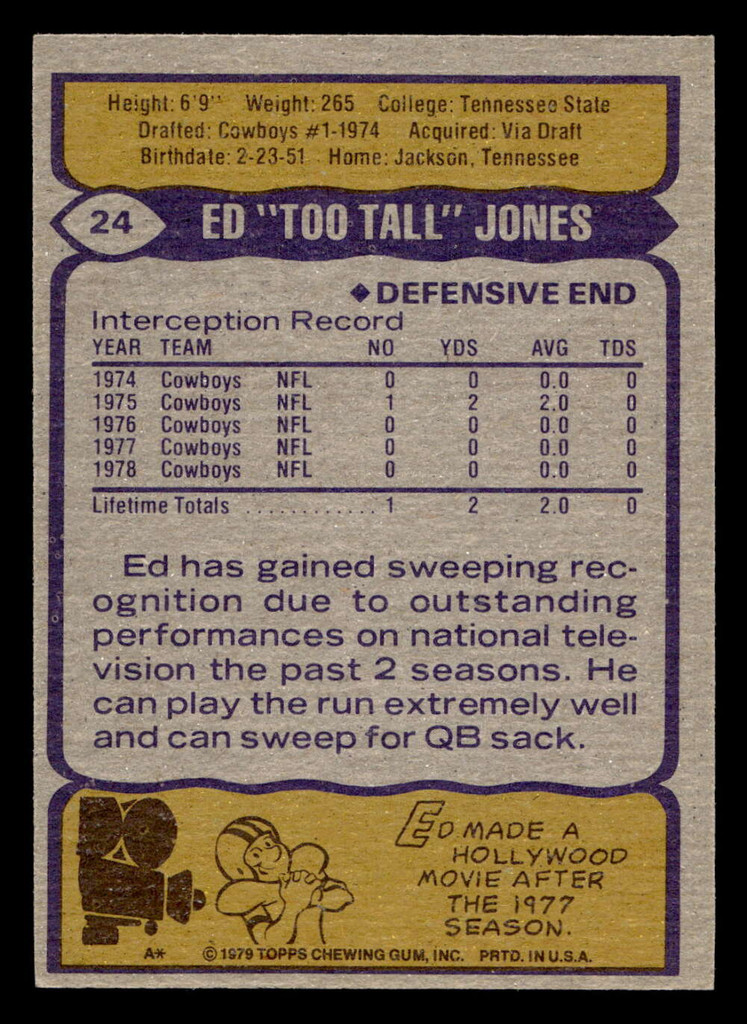 Height: 6'9" Weight: 265 College: Tennessee State
Drafted: Cowboys #1-1974 Acquired: Via Draft
Birthdate: 2-23-51 Home: Jackson, Tennessee
24 ED "TOO TALL" JONES
◆ DEFENSIVE END
Interception Record
YEAR TEAM NO YDS AVG TDS
1974 Cowboys NFL 0 0 0.0 0
1975 Cowboys NFL 1 2 2.0 0
1976 Cowboys NFL 0 0 0.0 0
1977 Cowboys NFL 0 0 0.0 0
1978 Cowboys NFL 0 0 0.0 0
Lifetime Totals ............ 1 2 2.0 0
Ed has gained sweeping rec-
ognition due to outstanding
performances on national tele-
vision the past 2 seasons. He
can play the run extremely well
and can sweep for QB sack.
ED MADE A
HOLLYWOOD
MOVIE AFTER
THE 1977
SEASON.
A* © 1979 TOPPS CHEWING GUM, INC. PRTD. IN U.S.A.